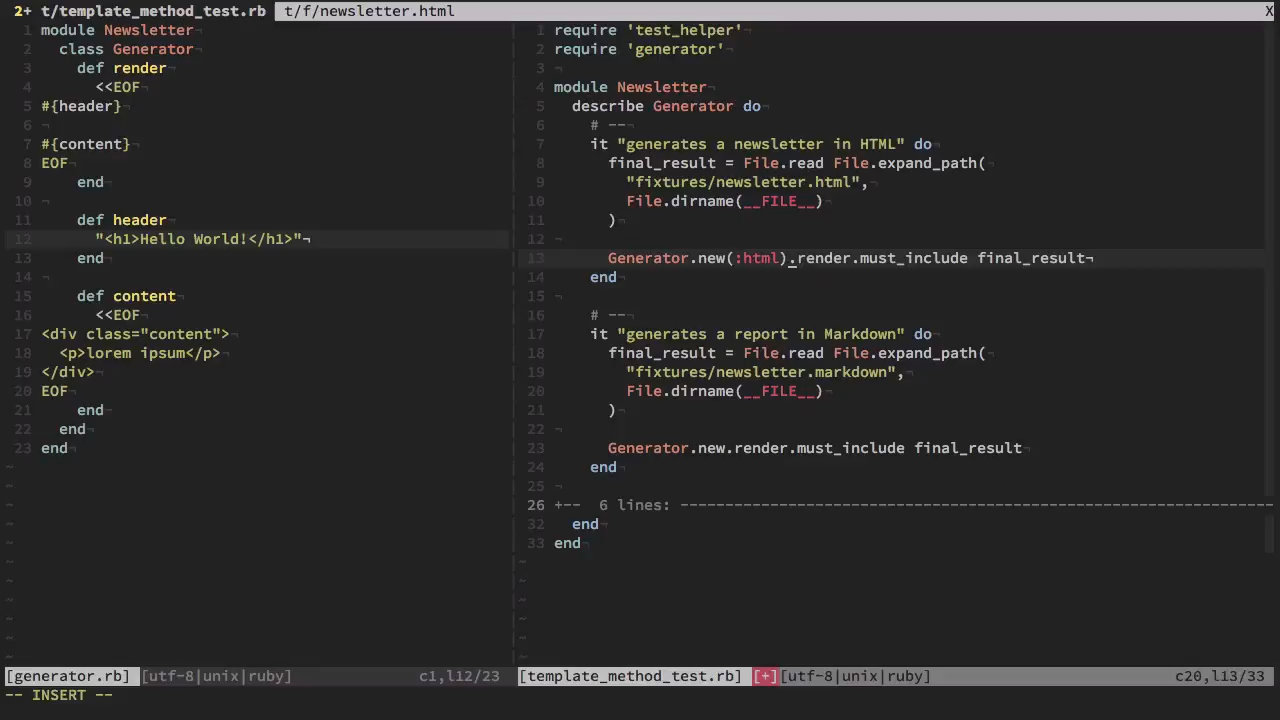 2+ t/template_method_test.rb t/f/newsletter.html X
1 module Newsletter¬
2   class Generator¬
3     def render¬
4       <<EOF¬
5 #{header}¬
6 ¬
7 #{content}¬
8 EOF¬
9     end¬
10 ¬
11     def header¬
12       "<h1>Hello World!</h1>"¬
13     end¬
14 ¬
15     def content¬
16       <<EOF¬
17 <div class="content">¬
18   <p>lorem ipsum</p>¬
19 </div>¬
20 EOF¬
21     end¬
22   end¬
23 end¬
~
~
~
~
~
~
~
~
~
~
~
[generator.rb] [utf-8|unix|ruby] c1,l12/23
1 require 'test_helper'¬
2 require 'generator'¬
3 ¬
4 module Newsletter¬
5   describe Generator do¬
6     # --¬
7     it "generates a newsletter in HTML" do¬
8       final_result = File.read File.expand_path(¬
9         "fixtures/newsletter.html",¬
10         File.dirname(__FILE__)¬
11       )¬
12 ¬
13       Generator.new(:html).render.must_include final_result¬
14     end¬
15 ¬
16     # --¬
17     it "generates a report in Markdown" do¬
18       final_result = File.read File.expand_path(¬
19         "fixtures/newsletter.markdown",¬
20         File.dirname(__FILE__)¬
21       )¬
22 ¬
23       Generator.new.render.must_include final_result¬
24     end¬
25 ¬
26 +--  6 lines: ------------------------------------------------------------------
32   end¬
33 end¬
~
~
~
~
~
~
[template_method_test.rb] [+][utf-8|unix|ruby] c20,l13/33
-- INSERT --